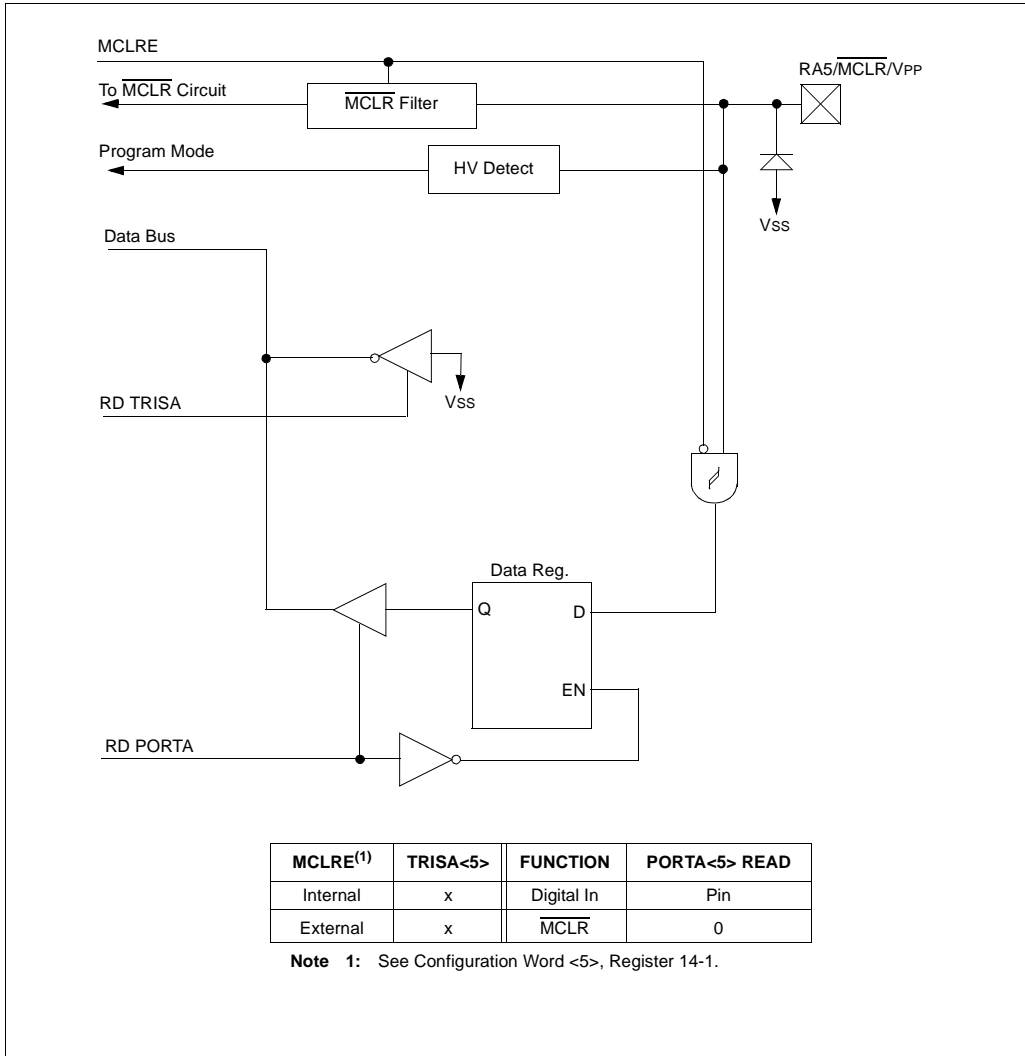 MCLRE
RA5/MCLR/VPP
To MCLR Circuit
MCLR Filter
Program Mode
HV Detect
VSS
Data Bus
VSS
RD TRISA
Data Reg.
Q
D
EN
RD PORTA
MCLRE(1) TRISA<5> FUNCTION PORTA<5> READ
Internal x Digital In Pin
External x MCLR 0
Note 1: See Configuration Word <5>, Register 14-1.